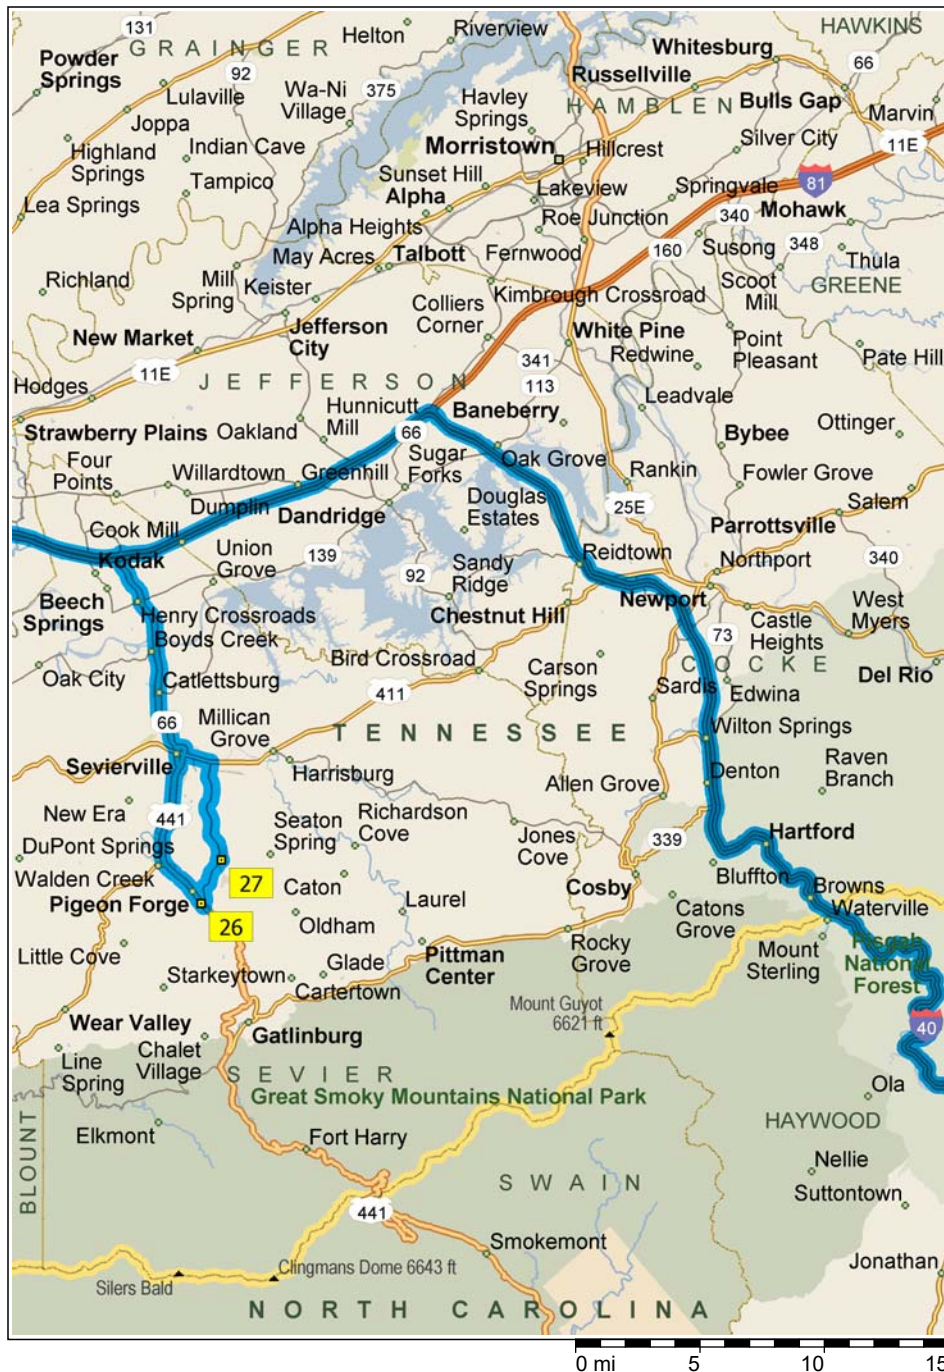 131
GRAINGER
Helton
Riverview
HAWKINS
Powder
Springs
92
Wa-Ni
Village
375
Whitesburg
Russellville
66
Lulaville
Havley
Springs
HAMBLEN
Bulls Gap
Marvin
Joppa
Highland
Springs
Indian Cave
Morristown
Hillcrest
Silver City
11E
Tampico
Sunset Hill
Alpha
Lakeview
Springvale
81
Lea Springs
Alpha Heights
Roe Junction
340
Mohawk
Richland
Mill
Spring
May Acres
Talbott
Fernwood
160
Susong
348
Thula
Keister
Colliers
Corner
Kimbrough Crossroad
Scoot
Mill
GREENE
New Market
Jefferson
City
White Pine
Redwine
Point
Pleasant
Pate Hill
11E
341
Hodges
JEFFERSON
113
Hunnicutt
Mill
Baneberry
Leadvale
Strawberry Plains
Oakland
66
Ottinger
Four
Points
Willardtown
Greenhill
Sugar
Forks
Oak Grove
Bybee
Rankin
Fowler Grove
Dumplin
Dandridge
Douglas
Estates
25E
Salem
Cook Mill
Parrottsville
Kodak
Union
Grove
139
Reidtown
Northport
340
Beech
Springs
92
Sandy
Ridge
Newport
Henry Crossroads
Chestnut Hill
Castle
Heights
West
Myers
Boyds Creek
73
Oak City
Bird Crossroad
Carson
Springs
COCKE
Del Rio
Catlettsburg
411
Sardis
Edwina
66
Millican
Grove
TENNESSEE
Wilton Springs
Sevierville
Harrisburg
Allen Grove
Denton
Raven
Branch
New Era
441
Seaton
Spring
Richardson
Cove
Jones
Cove
339
Hartford
DuPont Springs
Walden Creek
27
Caton
Cosby
Bluffton
Browns
Pigeon Forge
26
Laurel
Waterville
Oldham
Catons
Grove
Little Cove
Glade
Pittman
Center
Rocky
Grove
Mount
Sterling
Pisgah
National
Forest
Starkeytown
Cartertown
Mount Guyot
6621 ft
Wear Valley
Gatlinburg
40
Line
Spring
Chalet
Village
SEVIER
Great Smoky Mountains National Park
Ola
BLOUNT
Elkmont
Fort Harry
HAYWOOD
SWAIN
Nellie
Suttontown
441
Smokemont
Jonathan
Silers Bald
Clingmans Dome 6643 ft
NORTH CAROLINA
0 mi 5 10 15